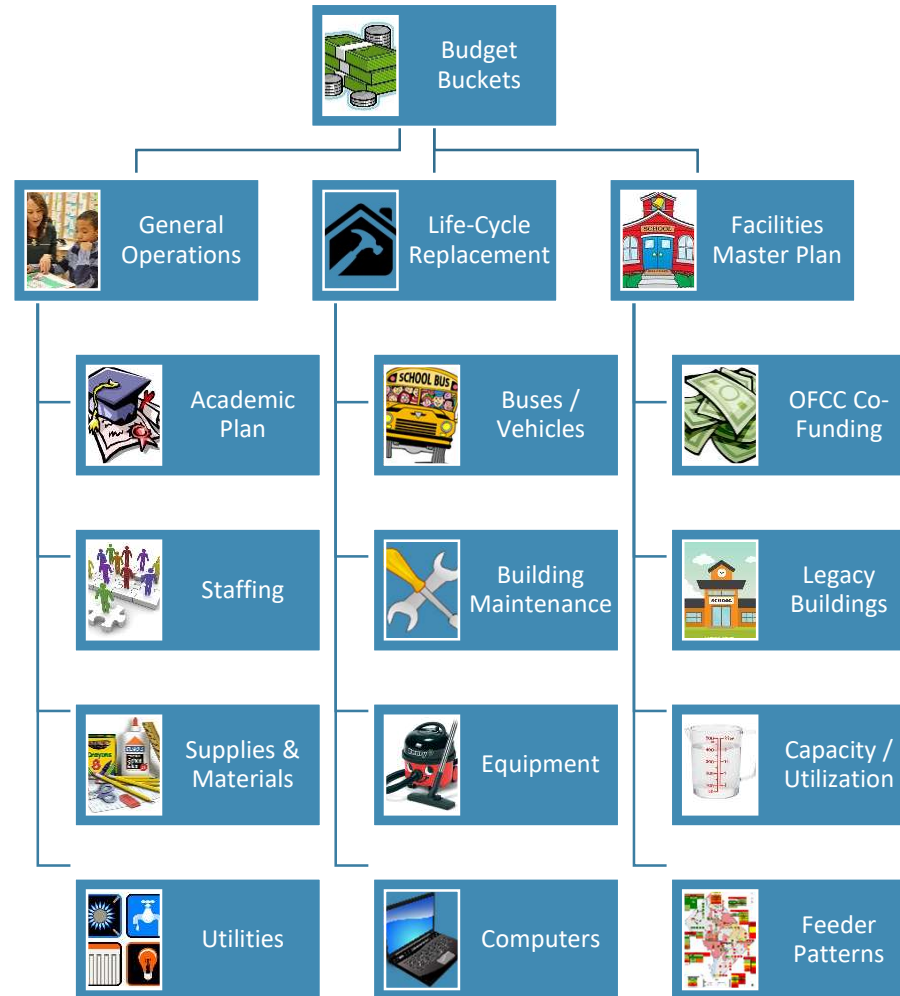 Budget
Buckets
General
Operations
SCHOOL
Life-Cycle
Replacement
Facilities
Master Plan
Academic
Plan
SCHOOL BUS
Buses /
Vehicles
OFCC Co-
Funding
Staffing
Building
Maintenance
SCHOOL
Legacy
Buildings
Supplies &
Materials
Equipment
Capacity /
Utilization
Utilities
Computers
Feeder
Patterns